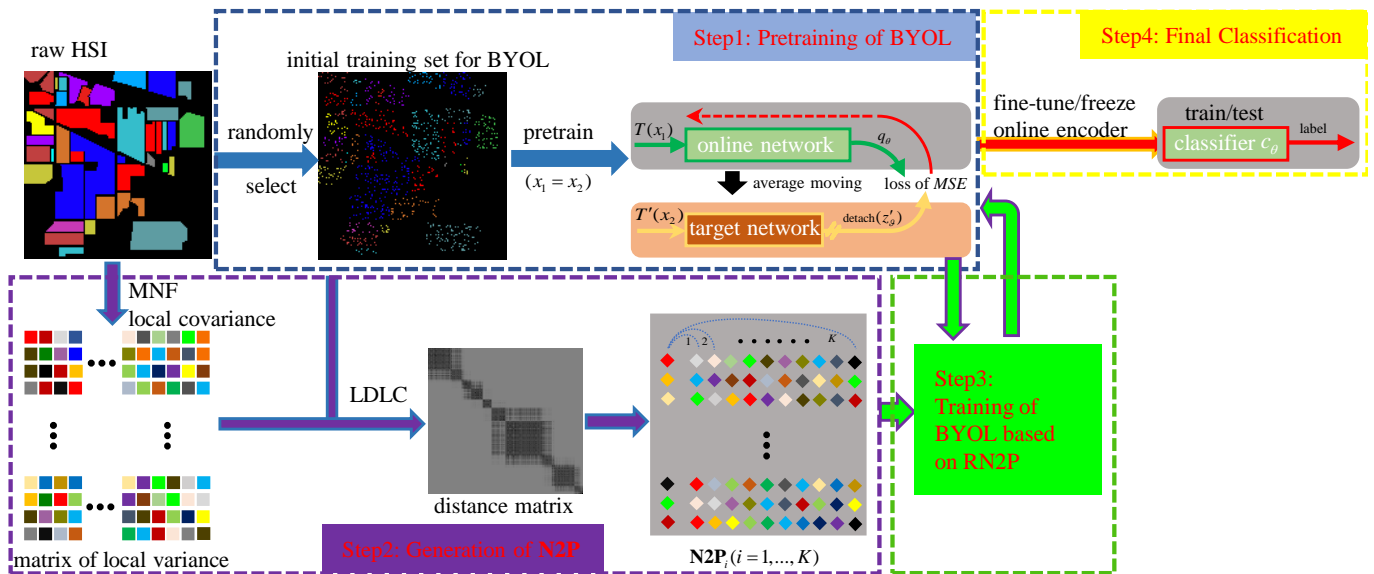 raw HSI
Step1: Pretraining of BYOL
Step4: Final Classification
initial training set for BYOL
randomly
select
pretrain
(x₁ = x₂)
T(x₁)
online network
q_θ
average moving
loss of MSE
T′(x₂)
target network
detach(z′_ϑ)
fine-tune/freeze
online encoder
train/test
classifier c_θ
label
MNF
local covariance
matrix of local variance
LDLC
distance matrix
Step2: Generation of N2P
1 2 K
N2P_i (i = 1,..., K)
Step3:
Training of
BYOL based
on RN2P